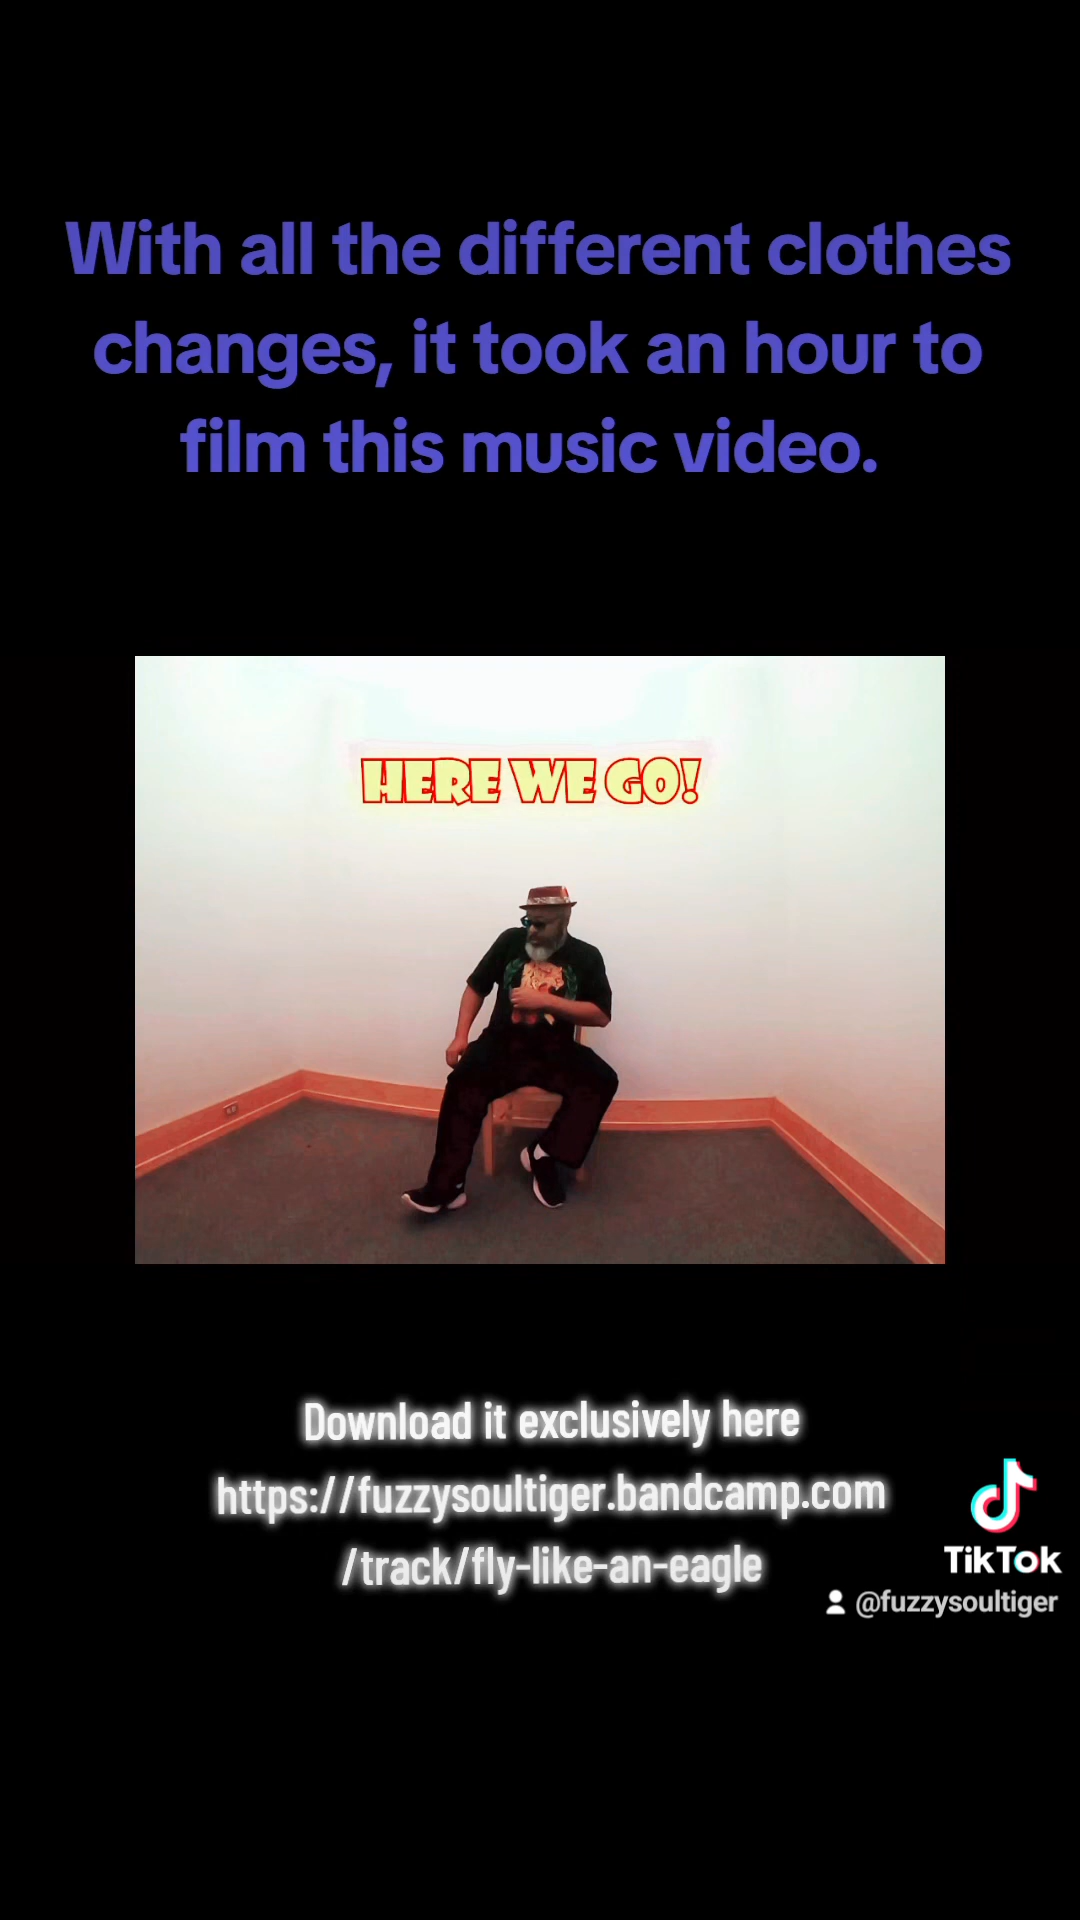 With all the different clothes
changes, it took an hour to
film this music video.
HERE WE GO!
Download it exclusively here
https://fuzzysoultiger.bandcamp.com
/track/fly-like-an-eagle
TikTok
@fuzzysoultiger